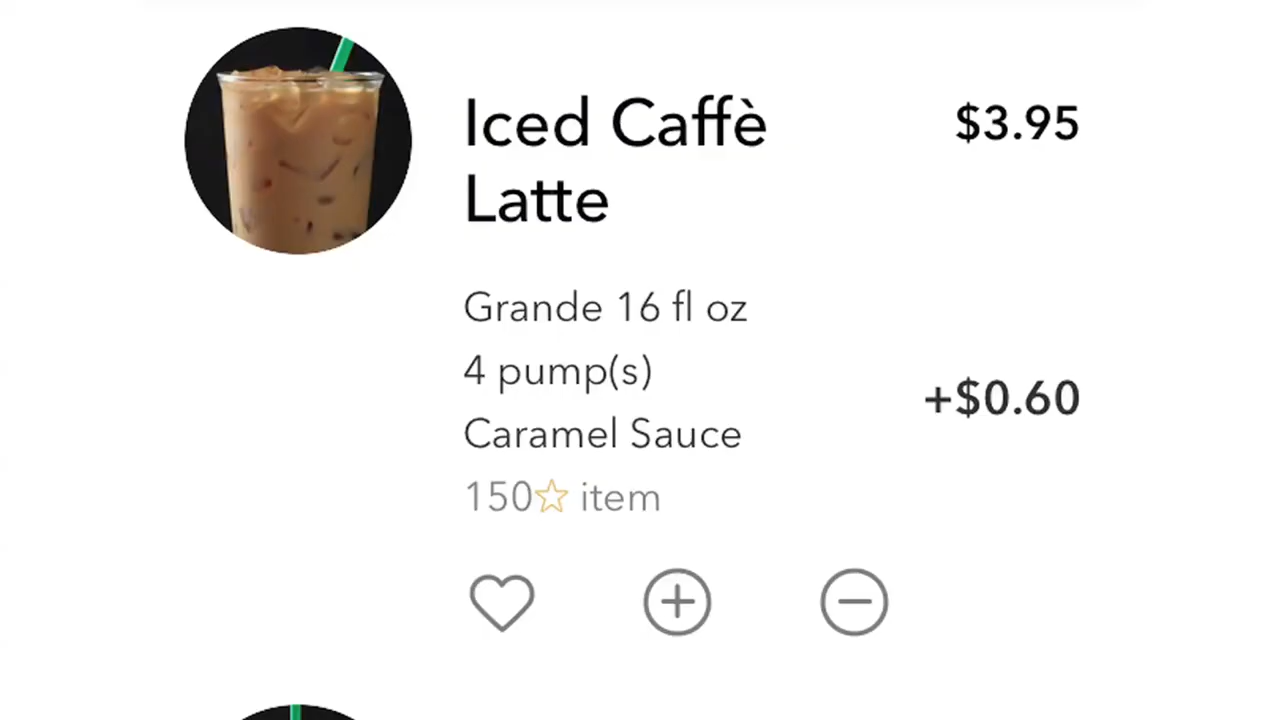 Iced Caffè
$3.95
Latte
Grande 16 fl oz
4 pump(s)
+$0.60
Caramel Sauce
150☆ item